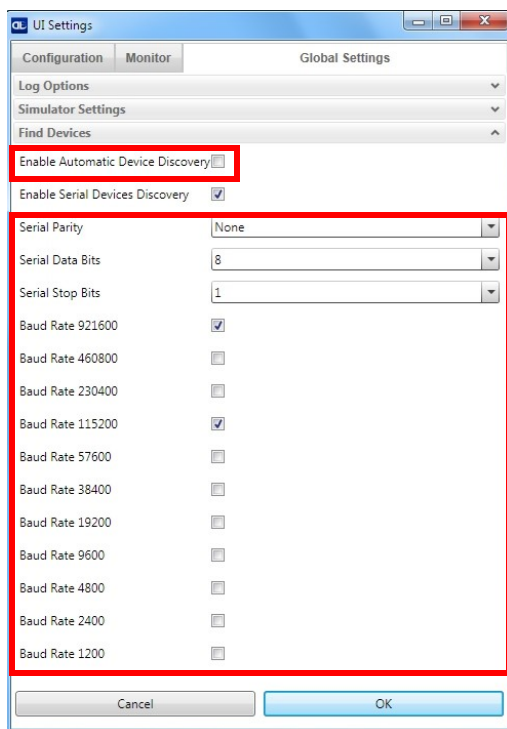 DL UI Settings
Configuration Monitor Global Settings
Log Options
Simulator Settings
Find Devices
Enable Automatic Device Discovery
Enable Serial Devices Discovery
Serial Parity None
Serial Data Bits 8
Serial Stop Bits 1
Baud Rate 921600
Baud Rate 460800
Baud Rate 230400
Baud Rate 115200
Baud Rate 57600
Baud Rate 38400
Baud Rate 19200
Baud Rate 9600
Baud Rate 4800
Baud Rate 2400
Baud Rate 1200
Cancel OK